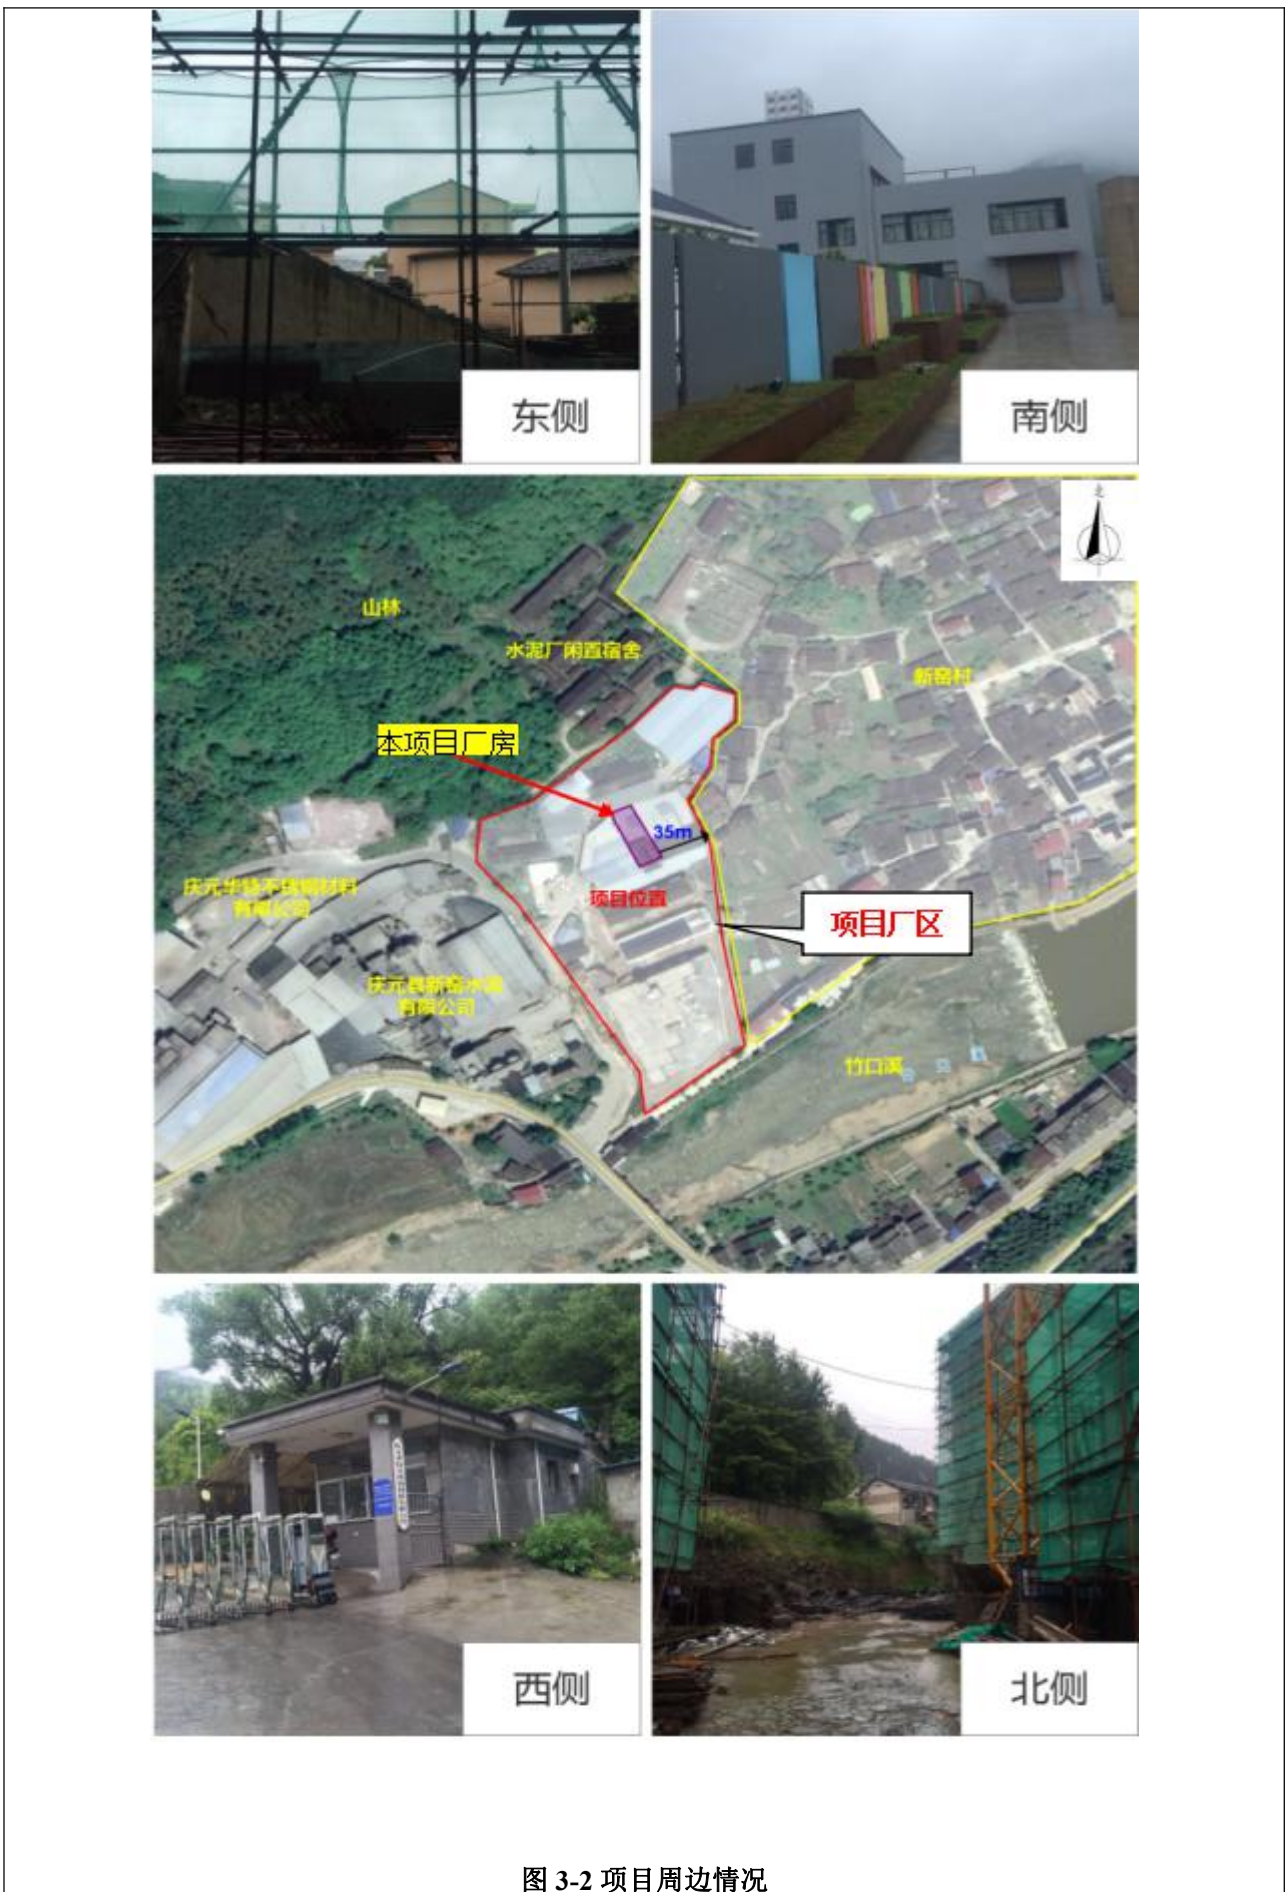 东侧
南侧
北
山林
水泥厂闲置宿舍
新窑村
本项目厂房
35m
庆元华特不锈钢材料
有限公司
项目位置
项目厂区
庆元县新窑水泥
有限公司
竹口溪
西侧
北侧
图 3-2 项目周边情况